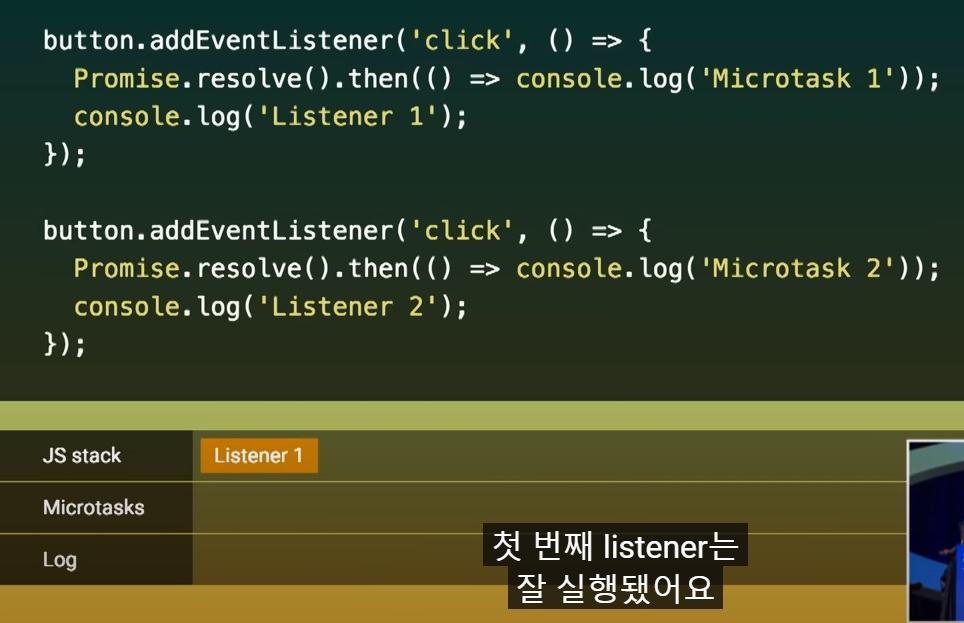 button.addEventListener('click', () => {
  Promise.resolve().then(() => console.log('Microtask 1'));
  console.log('Listener 1');
});

button.addEventListener('click', () => {
  Promise.resolve().then(() => console.log('Microtask 2'));
  console.log('Listener 2');
});
JS stack
Listener 1
Microtasks
Log
첫 번째 listener는
잘 실행됐어요